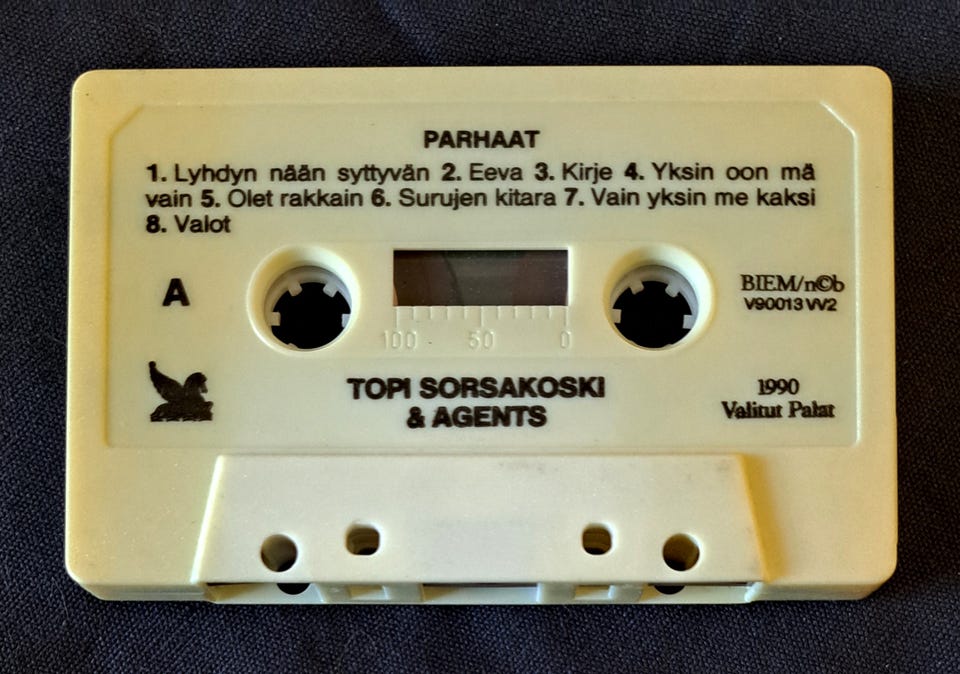 PARHAAT
1. Lyhdyn nään syttyvän 2. Eeva 3. Kirje 4. Yksin oon mä
vain 5. Olet rakkain 6. Surujen kitara 7. Vain yksin me kaksi
8. Valot
A
BIEM/n©b
V90013 VV2
100 50 0
TOPI SORSAKOSKI
& AGENTS
1990
Valitut Palat